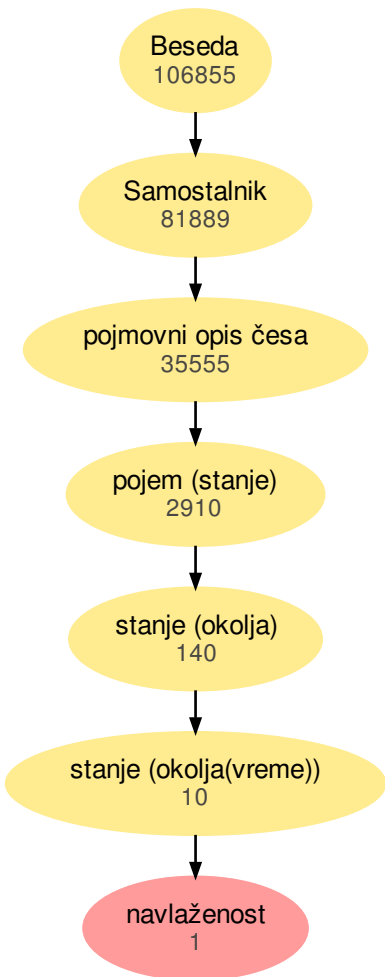 Beseda
106855
Samostalnik
81889
pojmovni opis česa
35555
pojem (stanje)
2910
stanje (okolja)
140
stanje (okolja(vreme))
10
navlaženost
1